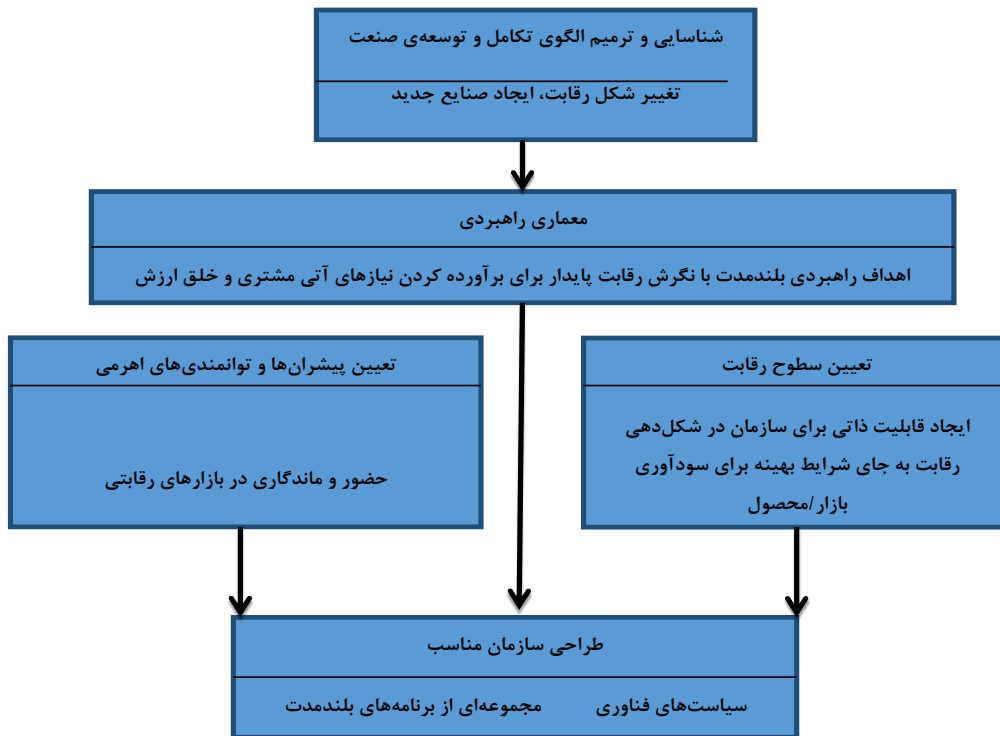 شناسایی و ترمیم الگوی تکامل و توسعه‌ی صنعت
تغییر شکل رقابت، ایجاد صنایع جدید
معماری راهبردی
اهداف راهبردی بلندمدت با نگرش رقابت پایدار برای برآورده کردن نیازهای آتی مشتری و خلق ارزش
تعیین سطوح رقابت
ایجاد قابلیت ذاتی برای سازمان در شکل‌دهی
رقابت به جای شرایط بهینه برای سودآوری
بازار/محصول
تعیین پیشران‌ها و توانمندی‌های اهرمی
حضور و ماندگاری در بازارهای رقابتی
طراحی سازمان مناسب
سیاست‌های فناوری مجموعه‌ای از برنامه‌های بلندمدت